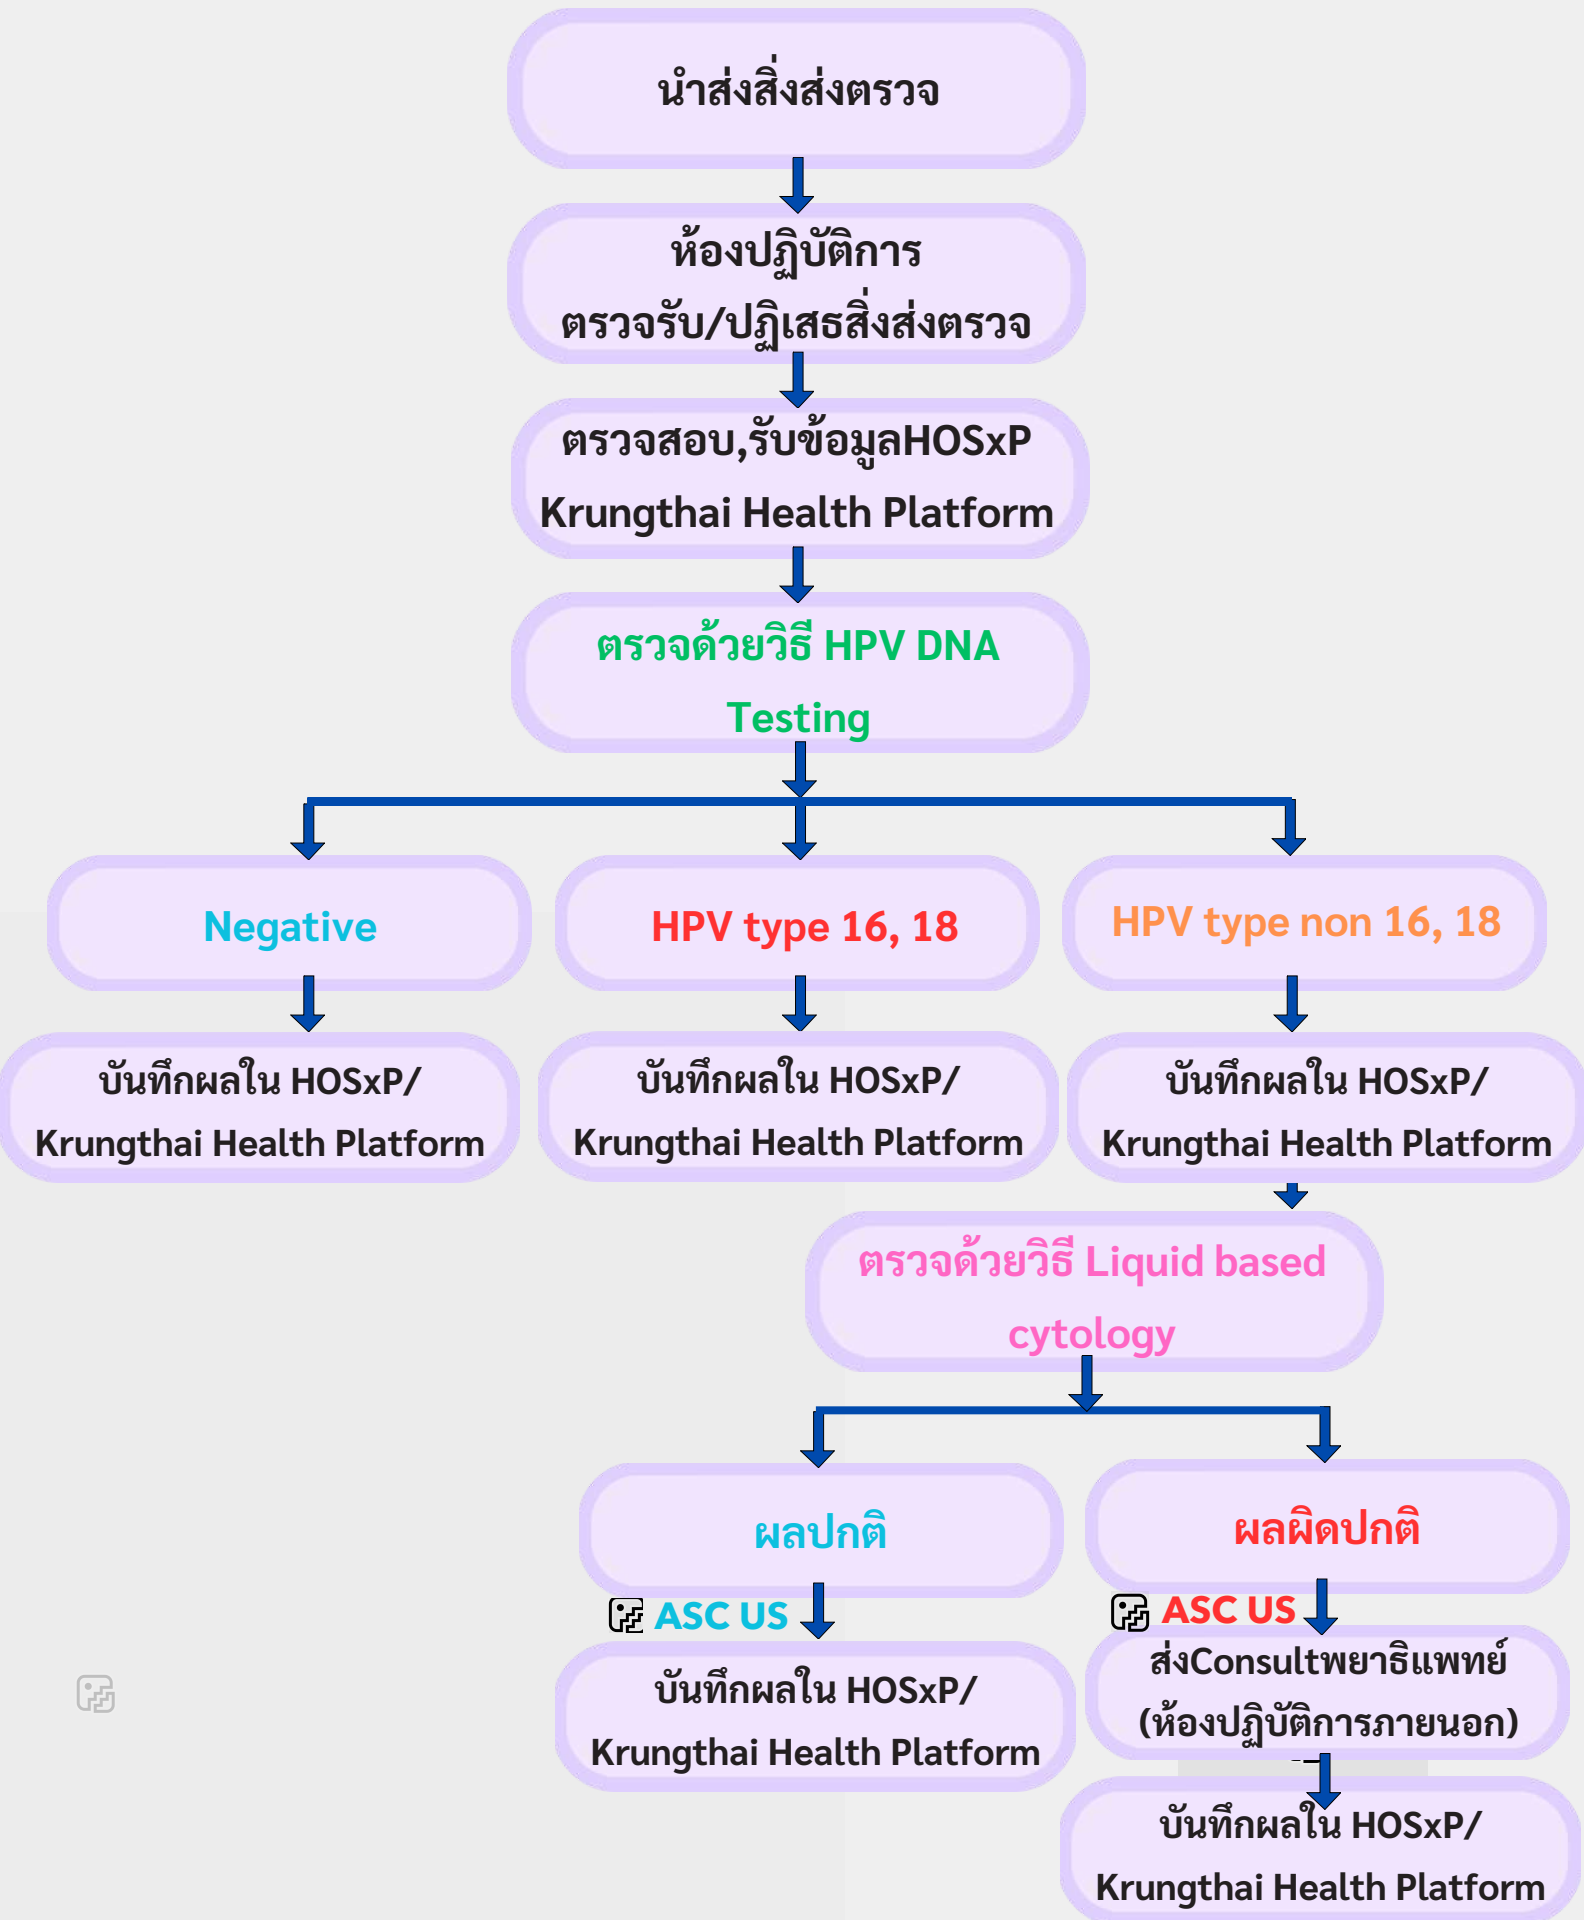 นำส่งสิ่งส่งตรวจ
ห้องปฏิบัติการ
ตรวจรับ/ปฏิเสธสิ่งส่งตรวจ
ตรวจสอบ,รับข้อมูลHOSxP
Krungthai Health Platform
ตรวจด้วยวิธี HPV DNA
Testing
Negative
HPV type 16, 18
HPV type non 16, 18
บันทึกผลใน HOSxP/
Krungthai Health Platform
บันทึกผลใน HOSxP/
Krungthai Health Platform
บันทึกผลใน HOSxP/
Krungthai Health Platform
ตรวจด้วยวิธี Liquid based
cytology
ผลปกติ
ผลผิดปกติ
ASC US
ASC US
บันทึกผลใน HOSxP/
Krungthai Health Platform
ส่งConsultพยาธิแพทย์
(ห้องปฏิบัติการภายนอก)
บันทึกผลใน HOSxP/
Krungthai Health Platform